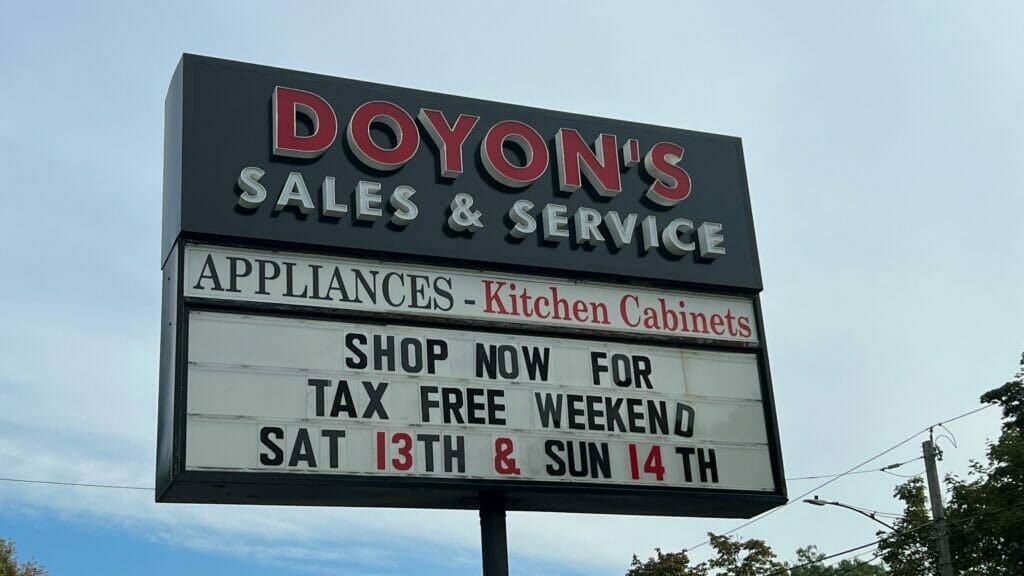 DOYON'S
SALES & SERVICE
APPLIANCES - Kitchen Cabinets
SHOP NOW FOR
TAX FREE WEEKEND
SAT 13TH & SUN 14TH